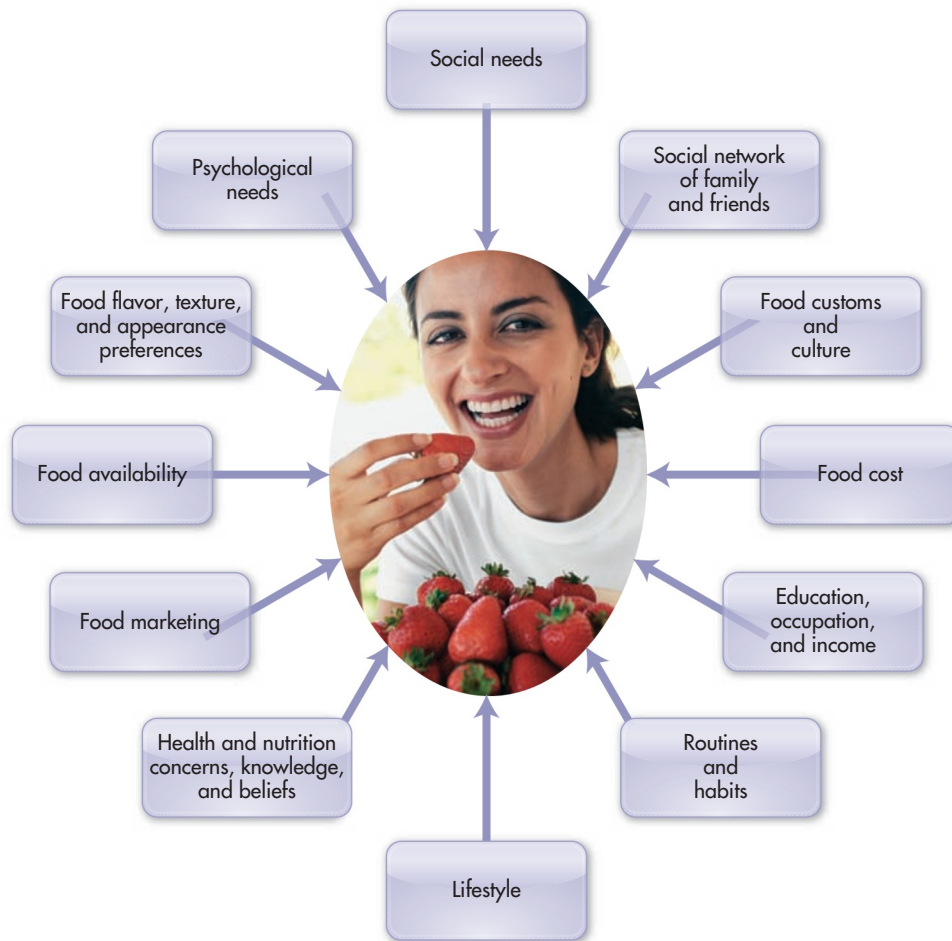 Social needs
Social network
of family
and friends
Food customs
and
culture
Food cost
Education,
occupation,
and income
Routines
and
habits
Lifestyle
Health and nutrition
concerns, knowledge,
and beliefs
Food marketing
Food availability
Food flavor, texture,
and appearance
preferences
Psychological
needs